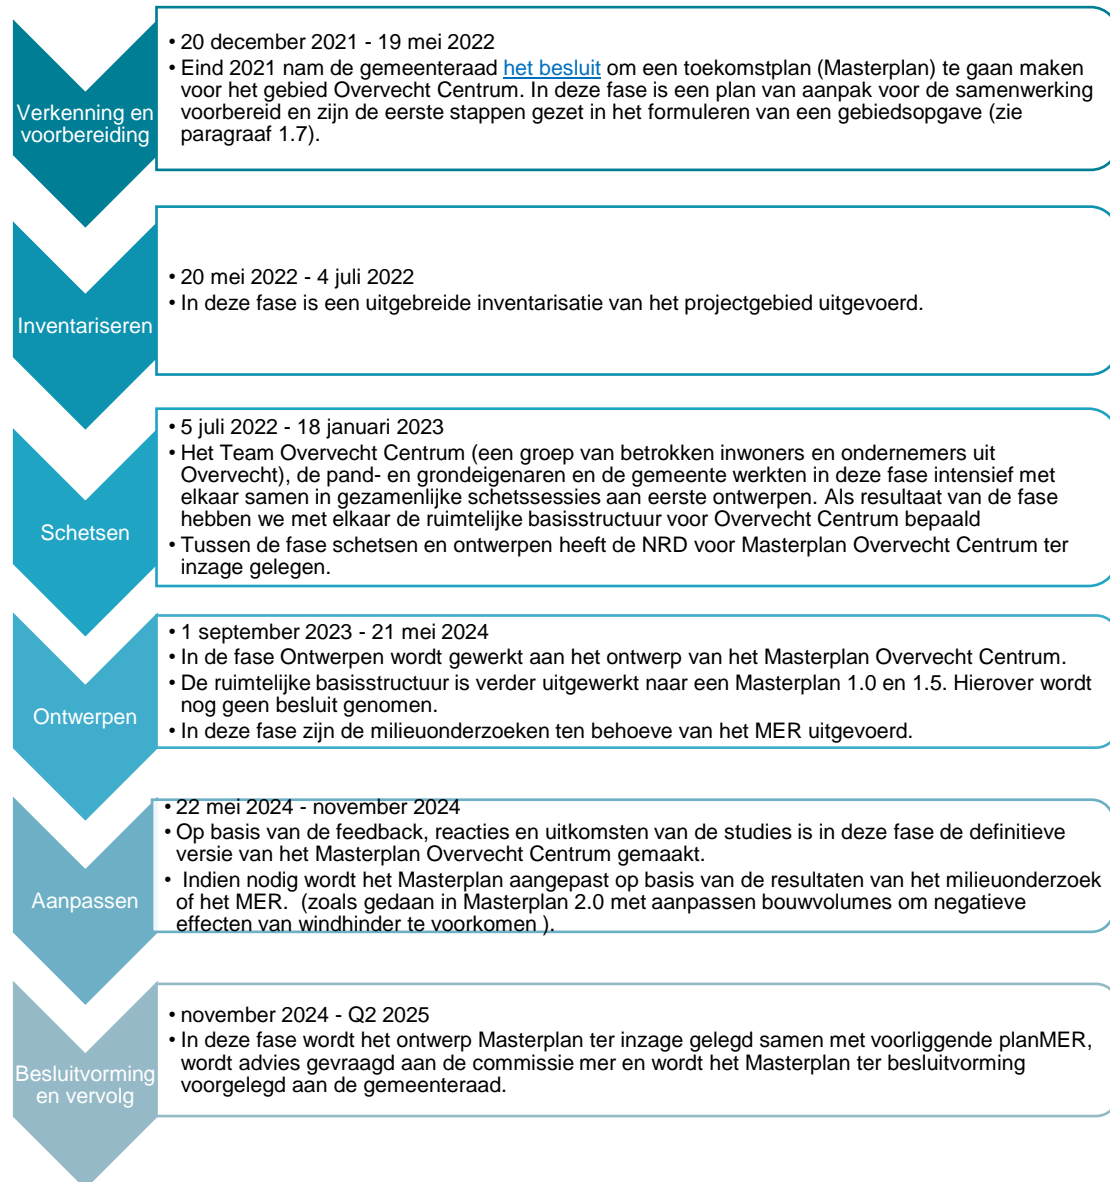 Verkenning en
voorbereiding
• 20 december 2021 - 19 mei 2022
• Eind 2021 nam de gemeenteraad het besluit om een toekomstplan (Masterplan) te gaan maken
voor het gebied Overvecht Centrum. In deze fase is een plan van aanpak voor de samenwerking
voorbereid en zijn de eerste stappen gezet in het formuleren van een gebiedsopgave (zie
paragraaf 1.7).
Inventariseren
• 20 mei 2022 - 4 juli 2022
• In deze fase is een uitgebreide inventarisatie van het projectgebied uitgevoerd.
Schetsen
• 5 juli 2022 - 18 januari 2023
• Het Team Overvecht Centrum (een groep van betrokken inwoners en ondernemers uit
Overvecht), de pand- en grondeigenaren en de gemeente werkten in deze fase intensief met
elkaar samen in gezamenlijke schetssessies aan eerste ontwerpen. Als resultaat van de fase
hebben we met elkaar de ruimtelijke basisstructuur voor Overvecht Centrum bepaald
• Tussen de fase schetsen en ontwerpen heeft de NRD voor Masterplan Overvecht Centrum ter
inzage gelegen.
Ontwerpen
• 1 september 2023 - 21 mei 2024
• In de fase Ontwerpen wordt gewerkt aan het ontwerp van het Masterplan Overvecht Centrum.
• De ruimtelijke basisstructuur is verder uitgewerkt naar een Masterplan 1.0 en 1.5. Hierover wordt
nog geen besluit genomen.
• In deze fase zijn de milieuonderzoeken ten behoeve van het MER uitgevoerd.
Aanpassen
• 22 mei 2024 - november 2024
• Op basis van de feedback, reacties en uitkomsten van de studies is in deze fase de definitieve
versie van het Masterplan Overvecht Centrum gemaakt.
• Indien nodig wordt het Masterplan aangepast op basis van de resultaten van het milieuonderzoek
of het MER. (zoals gedaan in Masterplan 2.0 met aanpassen bouwvolumes om negatieve
effecten van windhinder te voorkomen ).
Besluitvorming
en vervolg
• november 2024 - Q2 2025
• In deze fase wordt het ontwerp Masterplan ter inzage gelegd samen met voorliggende planMER,
wordt advies gevraagd aan de commissie mer en wordt het Masterplan ter besluitvorming
voorgelegd aan de gemeenteraad.